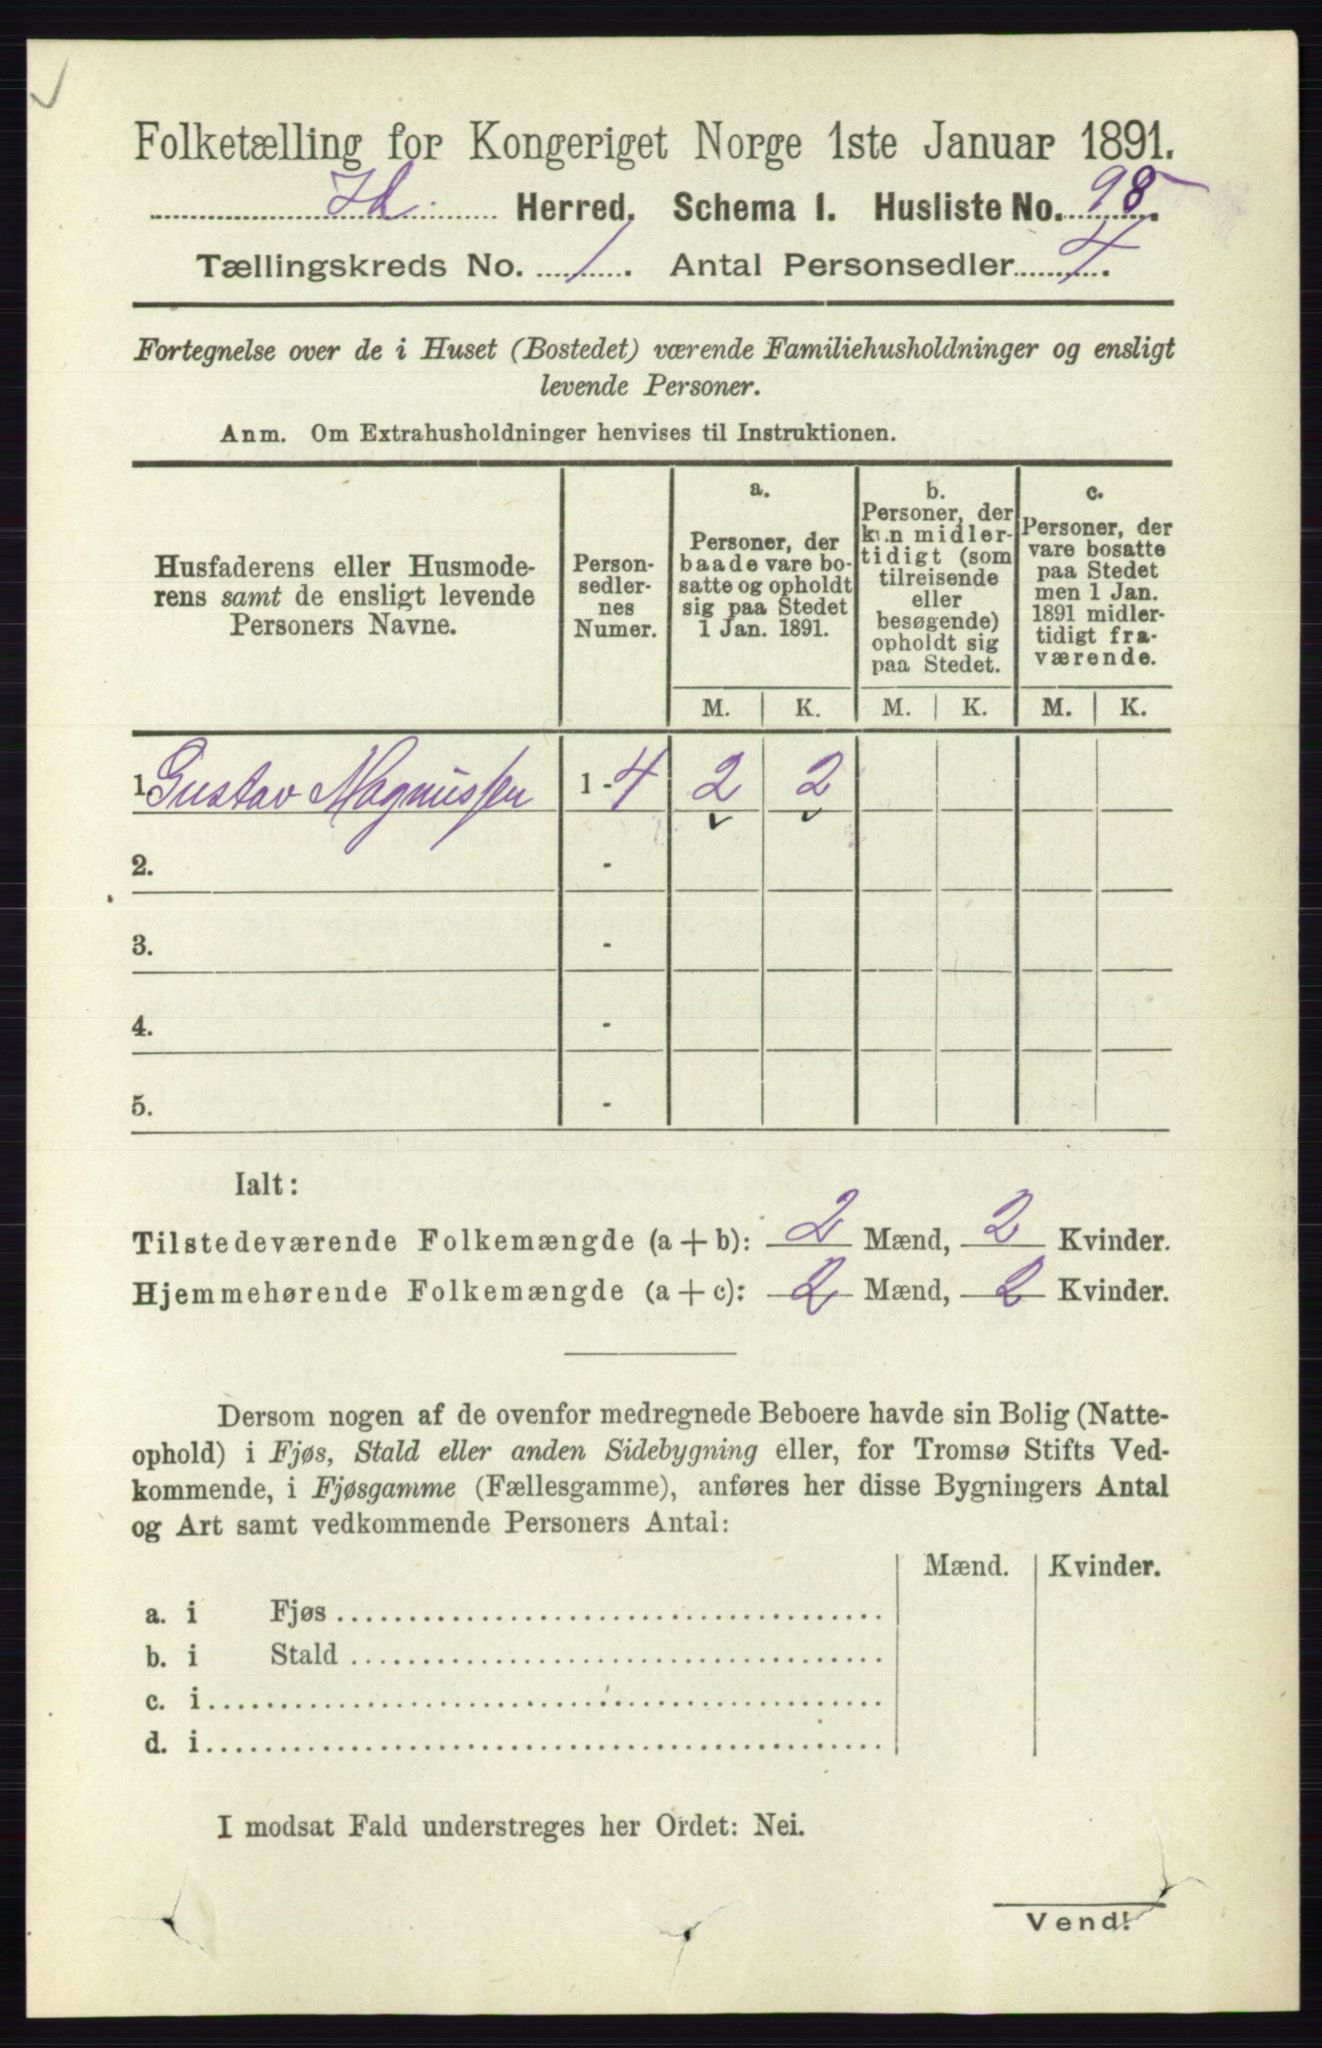 Folketælling for Kongeriget Norge 1ste Januar 1891.
Herred. Schema 1. Husliste No. 98.
Tællingskreds No. 1. Antal Personsedler 4.
Fortegnelse over de i Huset (Bostedet) værende Familiehusholdninger og ensligt
levende Personer.
Anm. Om Extrahusholdninger henvises til Instruktionen.
Husfaderens eller Husmode-
rens samt de ensligt levende
Personers Navne.
Person-
sedler-
nes
Numer.
a.
Personer, der
baade vare bo-
satte og opholdt
sig paa Stedet
1 Jan. 1891.
b.
Personer, der
kun midler-
tidigt (som
tilreisende
eller
besøgende)
opholdt sig
paa Stedet.
c.
Personer, der
vare bosatte
paa Stedet
men 1 Jan.
1891 midler-
tidigt fra-
værende.
M. K. M. K. M. K.
1. Gustav Magnussen 1 - 4 2 2
2. -
3. -
4. -
5. -
Ialt:
Tilstedeværende Folkemængde (a + b): 2 Mænd, 2 Kvinder.
Hjemmehørende Folkemængde (a + c): 2 Mænd, 2 Kvinder.
Dersom nogen af de ovenfor medregnede Beboere havde sin Bolig (Natte-
ophold) i Fjøs, Stald eller anden Sidebygning eller, for Tromsø Stifts Ved-
kommende, i Fjøsgamme (Fællesgamme), anføres her disse Bygningers Antal
og Art samt vedkommende Personers Antal:
Mænd. Kvinder.
a. i Fjøs
b. i Stald
c. i
d. i
I modsat Fald understreges her Ordet: Nei.
Vend!